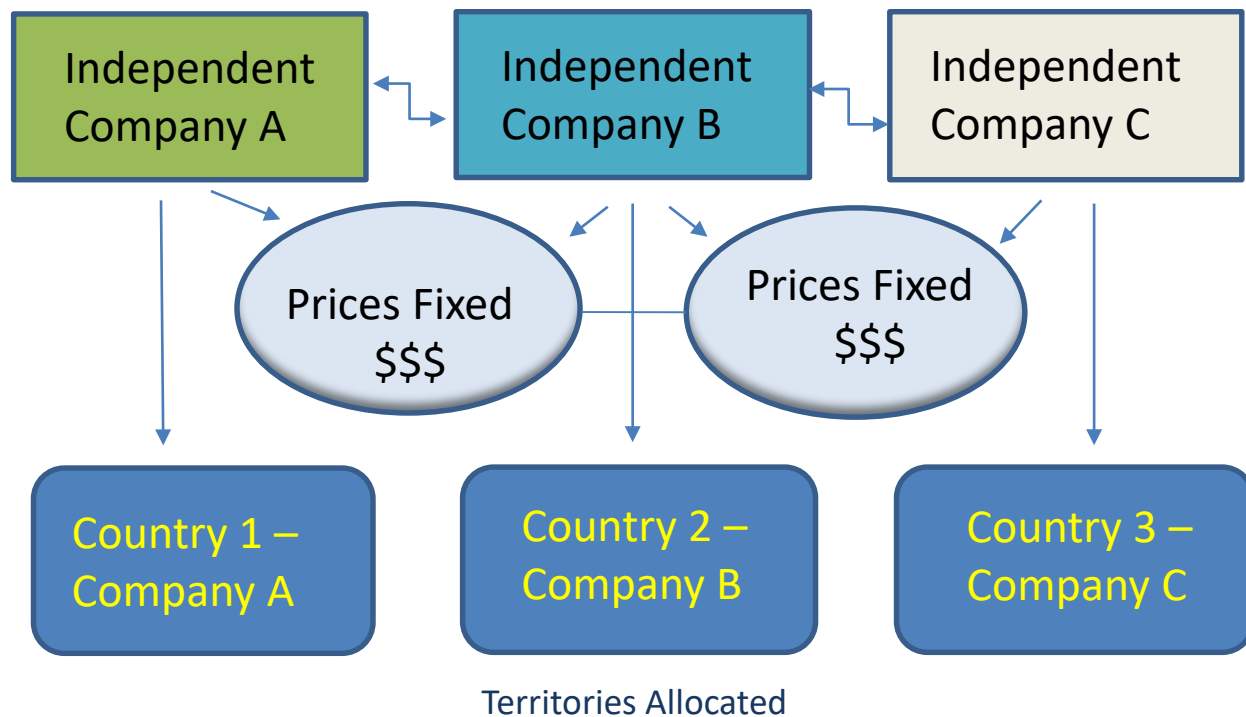 Independent
Company A
Independent
Company B
Independent
Company C
Prices Fixed
$$$
Prices Fixed
$$$
Country 1 –
Company A
Country 2 –
Company B
Country 3 –
Company C
Territories Allocated